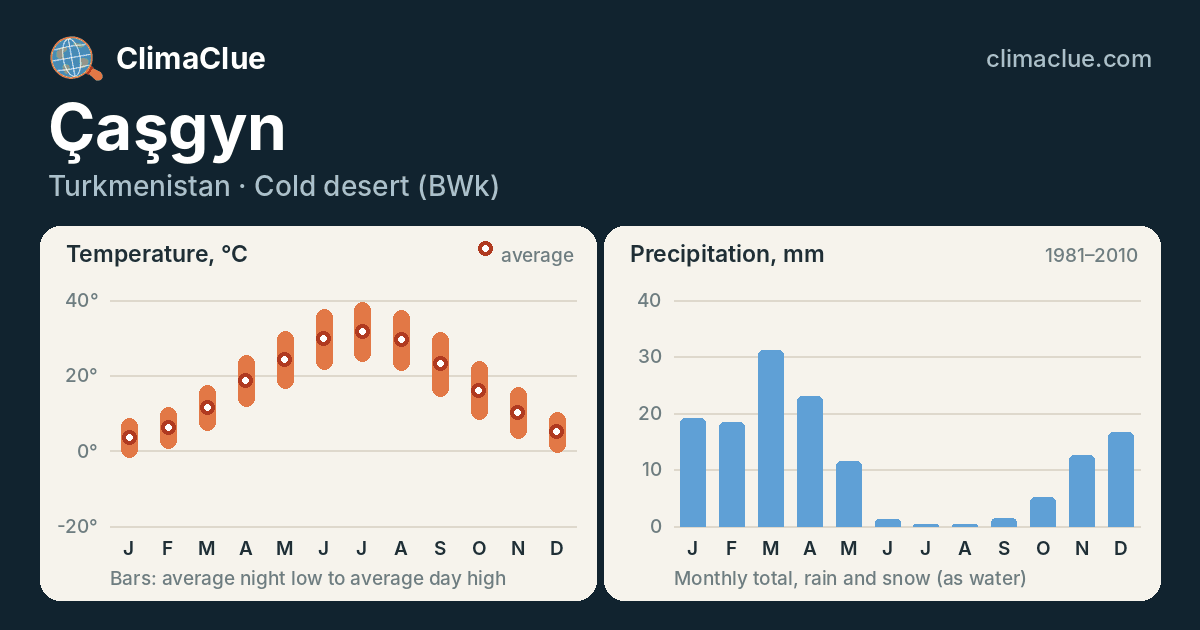 ClimaClue
climaclue.com
Çaşgyn
Turkmenistan · Cold desert (BWk)
Temperature, °C
average
40°
20°
0°
-20°
J F M A M J J A S O N D
Bars: average night low to average day high
Precipitation, mm
1981–2010
40
30
20
10
0
J F M A M J J A S O N D
Monthly total, rain and snow (as water)